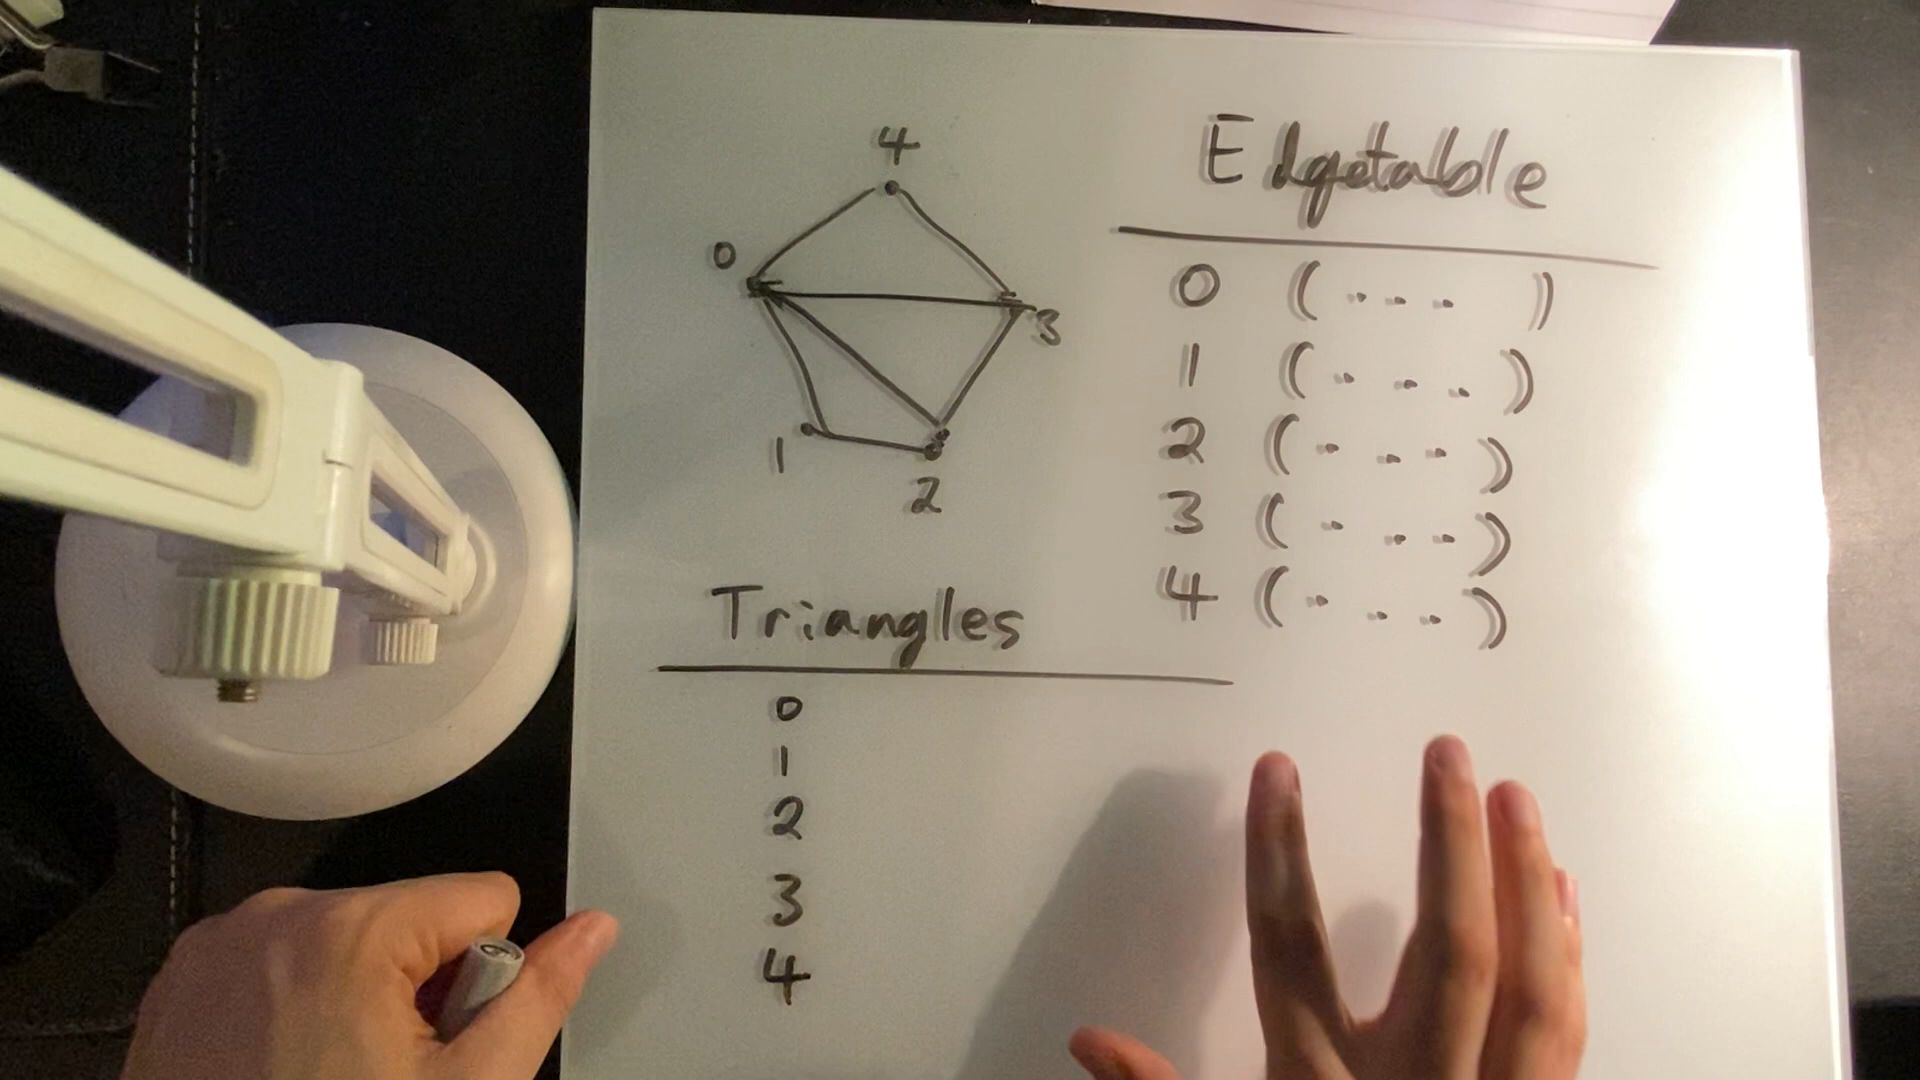 4
0
3
1
2
Edgetable
0 ( . . . )
1 ( . . . )
2 ( . . . )
3 ( . . . )
4 ( . . . )
Triangles
0
1
2
3
4